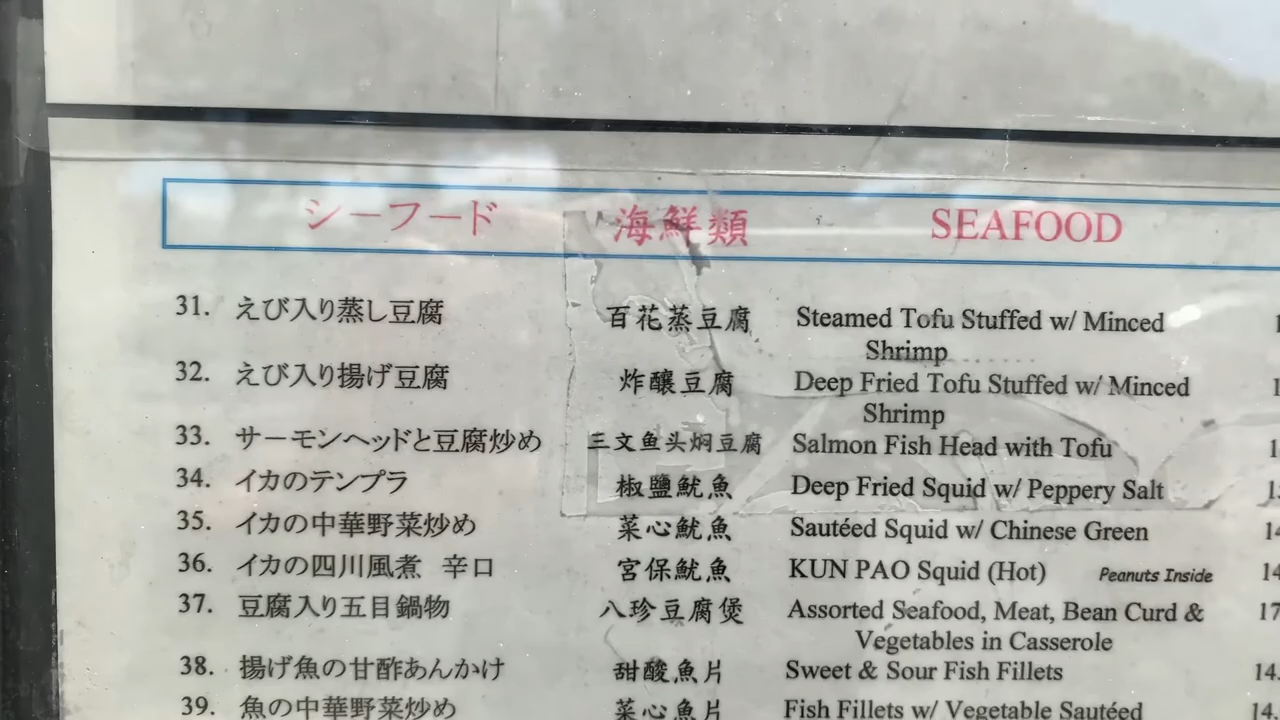 シーフード 海鮮類 SEAFOOD
31. えび入り蒸し豆腐 百花蒸豆腐 Steamed Tofu Stuffed w/ Minced
Shrimp
32. えび入り揚げ豆腐 炸釀豆腐 Deep Fried Tofu Stuffed w/ Minced
Shrimp
33. サーモンヘッドと豆腐炒め 三文鱼头焖豆腐 Salmon Fish Head with Tofu
34. イカのテンプラ 椒鹽魷魚 Deep Fried Squid w/ Peppery Salt
35. イカの中華野菜炒め 菜心魷魚 Sautéed Squid w/ Chinese Green
36. イカの四川風煮 辛口 宮保魷魚 KUN PAO Squid (Hot) Peanuts Inside
37. 豆腐入り五目鍋物 八珍豆腐煲 Assorted Seafood, Meat, Bean Curd &
Vegetables in Casserole
38. 揚げ魚の甘酢あんかけ 甜酸魚片 Sweet & Sour Fish Fillets
39. 魚の中華野菜炒め 菜心魚片 Fish Fillets w/ Vegetable Sautéed